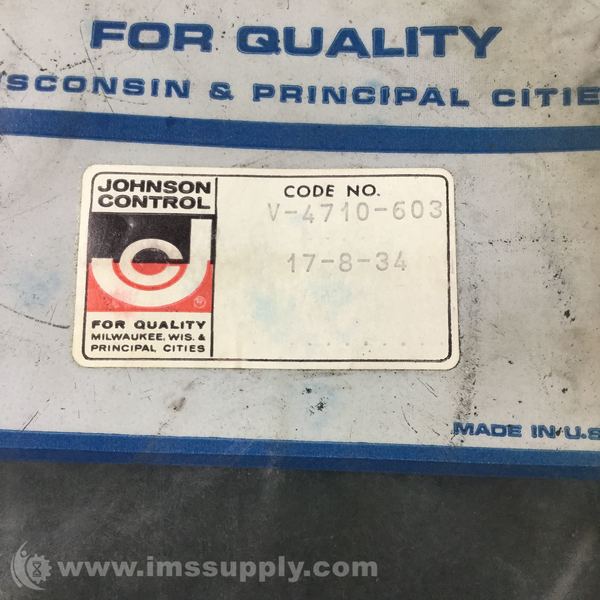 FOR QUALITY
SCONSIN & PRINCIPAL CITIE
JOHNSON
CONTROL
JC
®
FOR QUALITY
MILWAUKEE, WIS. &
PRINCIPAL CITIES
CODE NO.
V-4710-603
17-8-34
MADE IN U.S
www.imssupply.com